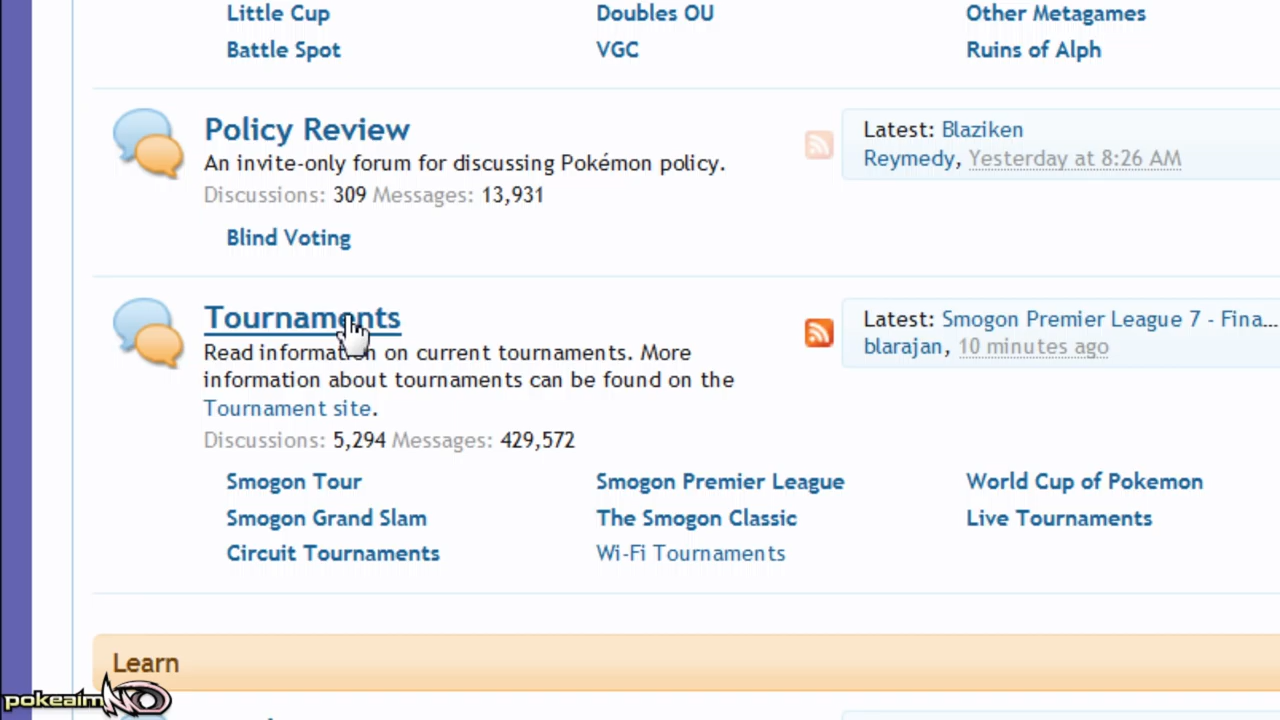 Little Cup
Doubles OU
Other Metagames
Battle Spot
VGC
Ruins of Alph
Policy Review
An invite-only forum for discussing Pokémon policy.
Discussions: 309 Messages: 13,931
Latest: Blaziken
Reymedy, Yesterday at 8:26 AM
Blind Voting
Tournaments
Read information on current tournaments. More
information about tournaments can be found on the
Tournament site.
Discussions: 5,294 Messages: 429,572
Latest: Smogon Premier League 7 - Fina...
blarajan, 10 minutes ago
Smogon Tour
Smogon Premier League
World Cup of Pokemon
Smogon Grand Slam
The Smogon Classic
Live Tournaments
Circuit Tournaments
Wi-Fi Tournaments
Learn
pokeaimMD